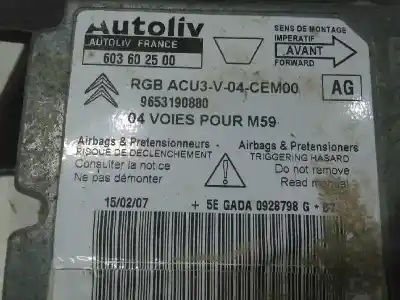 Autoliv
AUTOLIV FRANCE
603 60 25 00
SENS DE MONTAGE
IMPERATIF
AVANT
FORWARD
RGB ACU3-V-04-CEM00
AG
9653190880
04 VOIES POUR M59
Airbags & Pretensionneurs
RISQUE DE DECLENCHEMENT
Consulter la notice
Ne pas démonter
Airbags & Pretensioners
TRIGGERING HASARD
Do not remove
Read manual
15/02/07 + 5E GADA 0928798 G